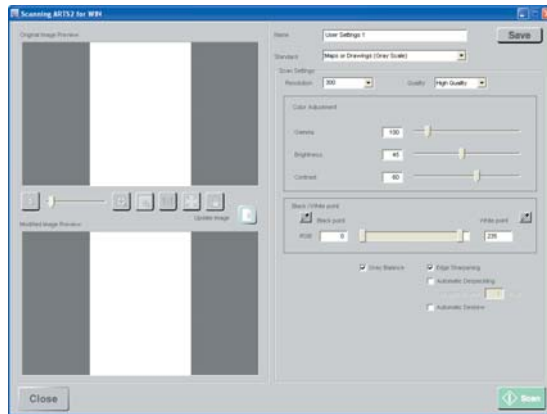 Scanning ARTS2 for WIN
Original Image Preview
Name User Settings 1 Save
Standard Maps or Drawings (Gray Scale)
Scan Settings
Resolution 300 Quality High Quality
Color Adjustment
Gamma 100
Brightness 45
Contrast 60
Update Image
Modified Image Preview
Black /White point
Black point White point
RGB 0 235
Gray Balance Edge Sharpening
Automatic Despeckling
Automatic Deskew
Close Scan